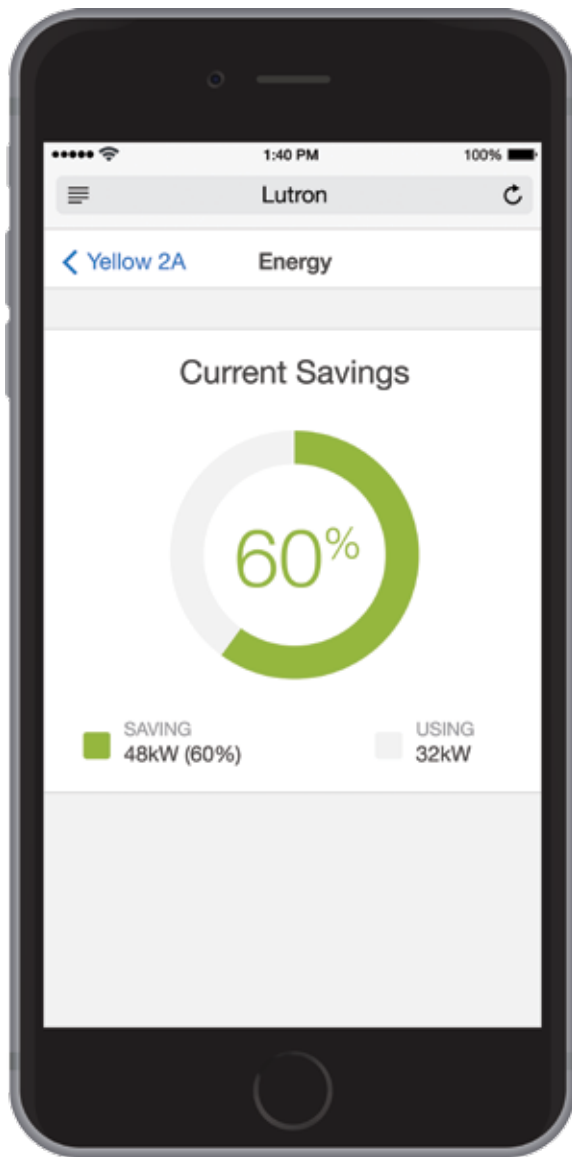 1:40 PM
100%
Lutron
Yellow 2A
Energy
Current Savings
60%
SAVING
48kW (60%)
USING
32kW